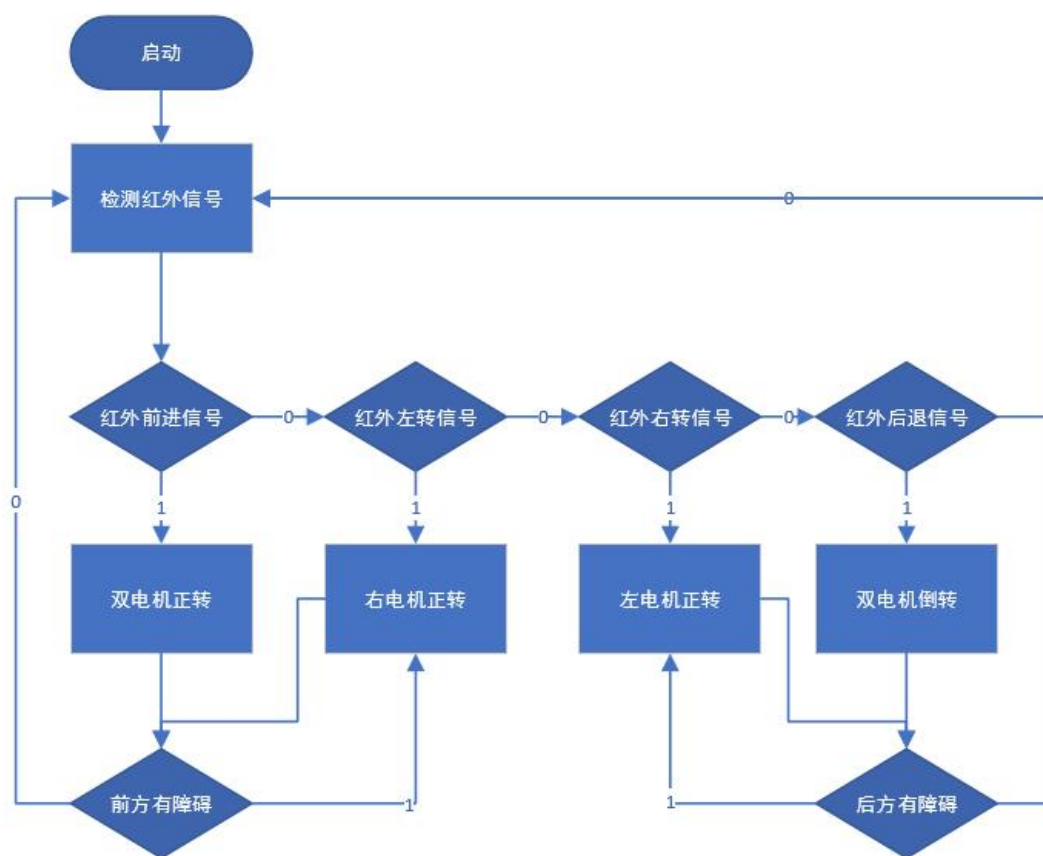 启动
检测红外信号
0
红外前进信号
0
红外左转信号
0
红外右转信号
0
红外后退信号
0
1
1
1
1
双电机正转
右电机正转
左电机正转
双电机倒转
前方有障碍
1
1
后方有障碍